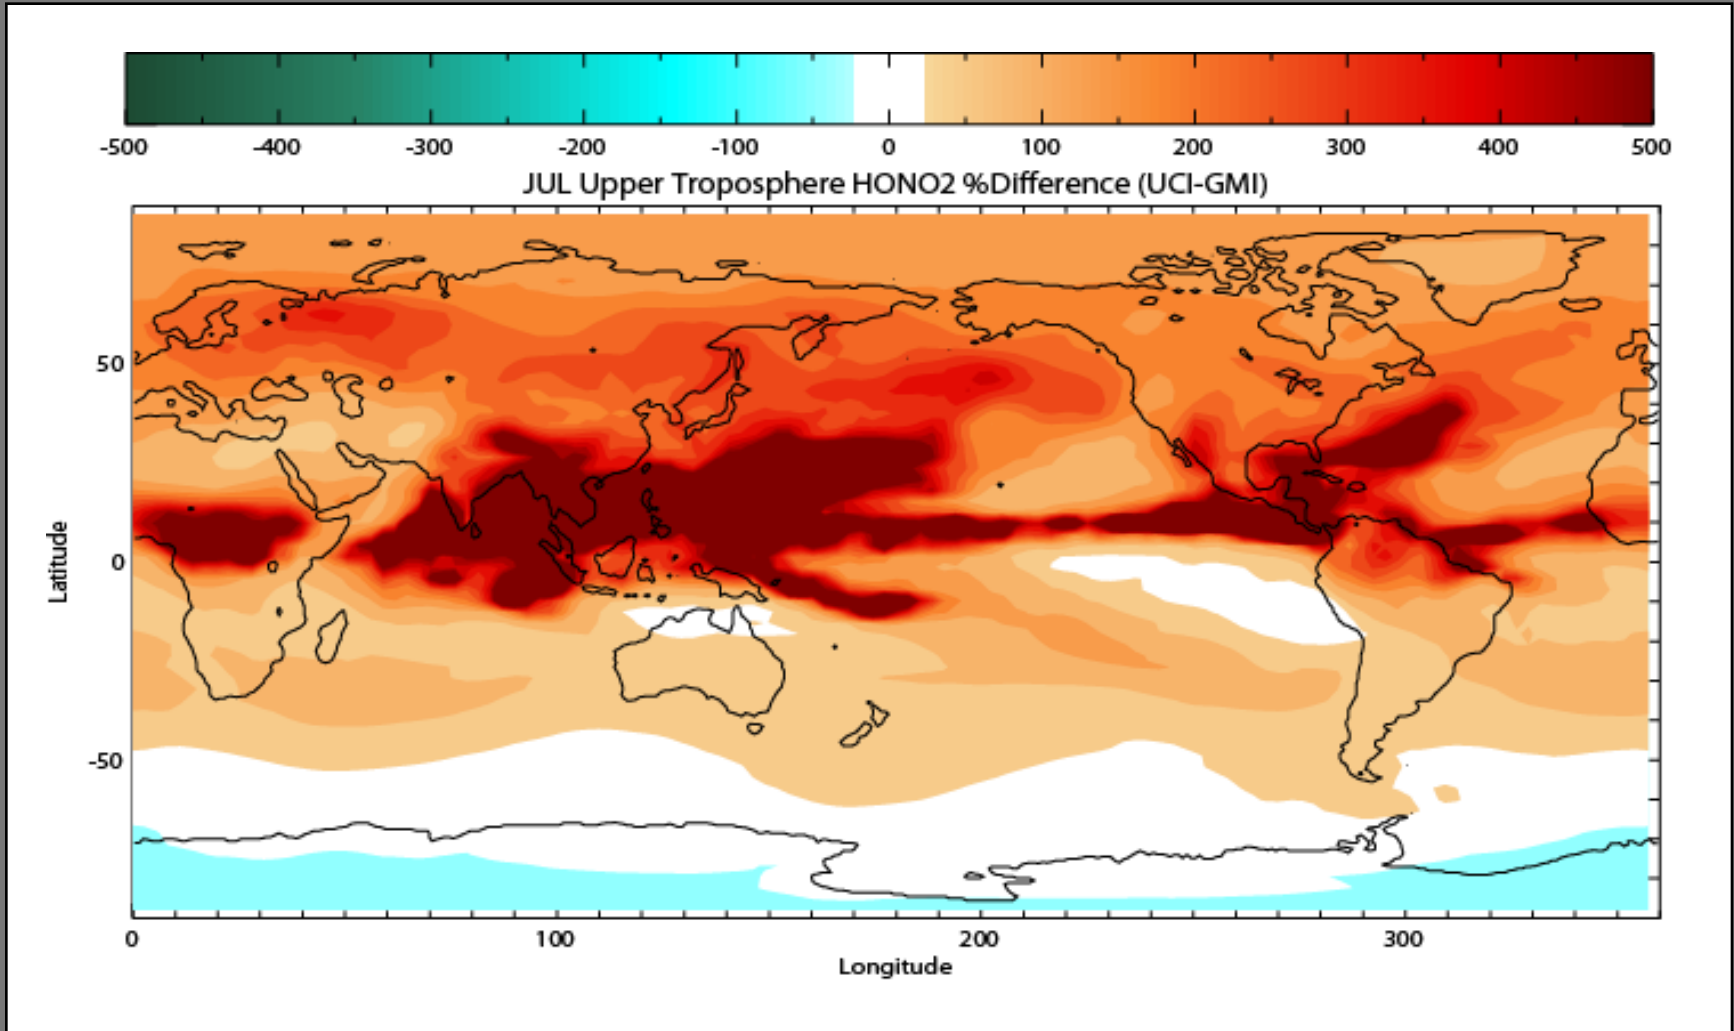 -500 -400 -300 -200 -100 0 100 200 300 400 500
JUL Upper Troposphere HONO2 %Difference (UCI-GMI)
50
0
-50
Latitude
0 100 200 300
Longitude